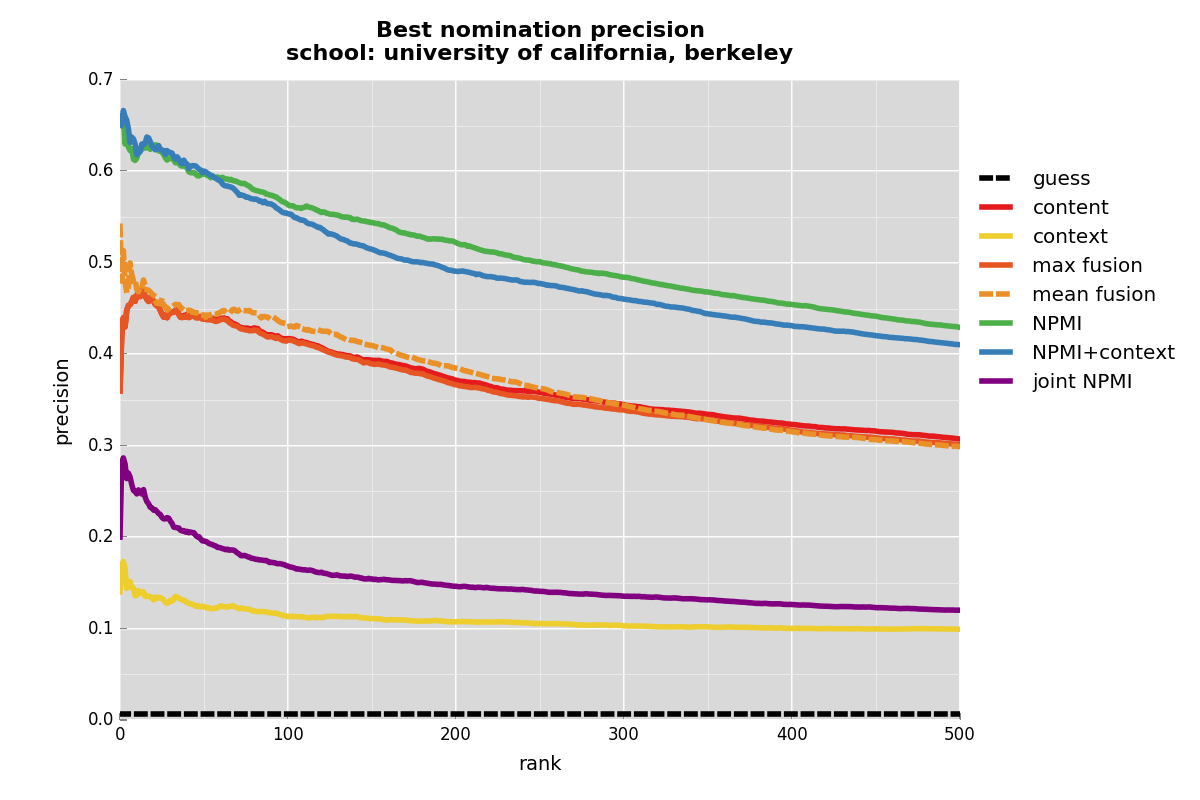 Best nomination precision
school: university of california, berkeley
0.7
0.6
0.5
0.4
0.3
0.2
0.1
0.0
precision
0 100 200 300 400 500
rank
guess
content
context
max fusion
mean fusion
NPMI
NPMI+context
joint NPMI